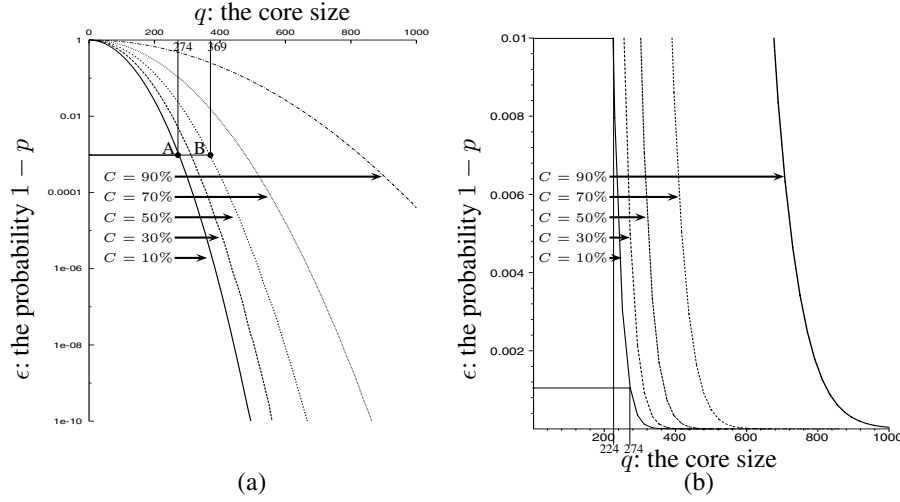 q: the core size
0 200 400 600 800 1000
274 369
1
0.01
0.0001
1e-06
1e-08
1e-10
ϵ: the probability 1 − p
A B
C = 90%
C = 70%
C = 50%
C = 30%
C = 10%
(a)
0.01
0.008
0.006
0.004
0.002
ϵ: the probability 1 − p
C = 90%
C = 70%
C = 50%
C = 30%
C = 10%
200 400 600 800 1000
224 274
q: the core size
(b)